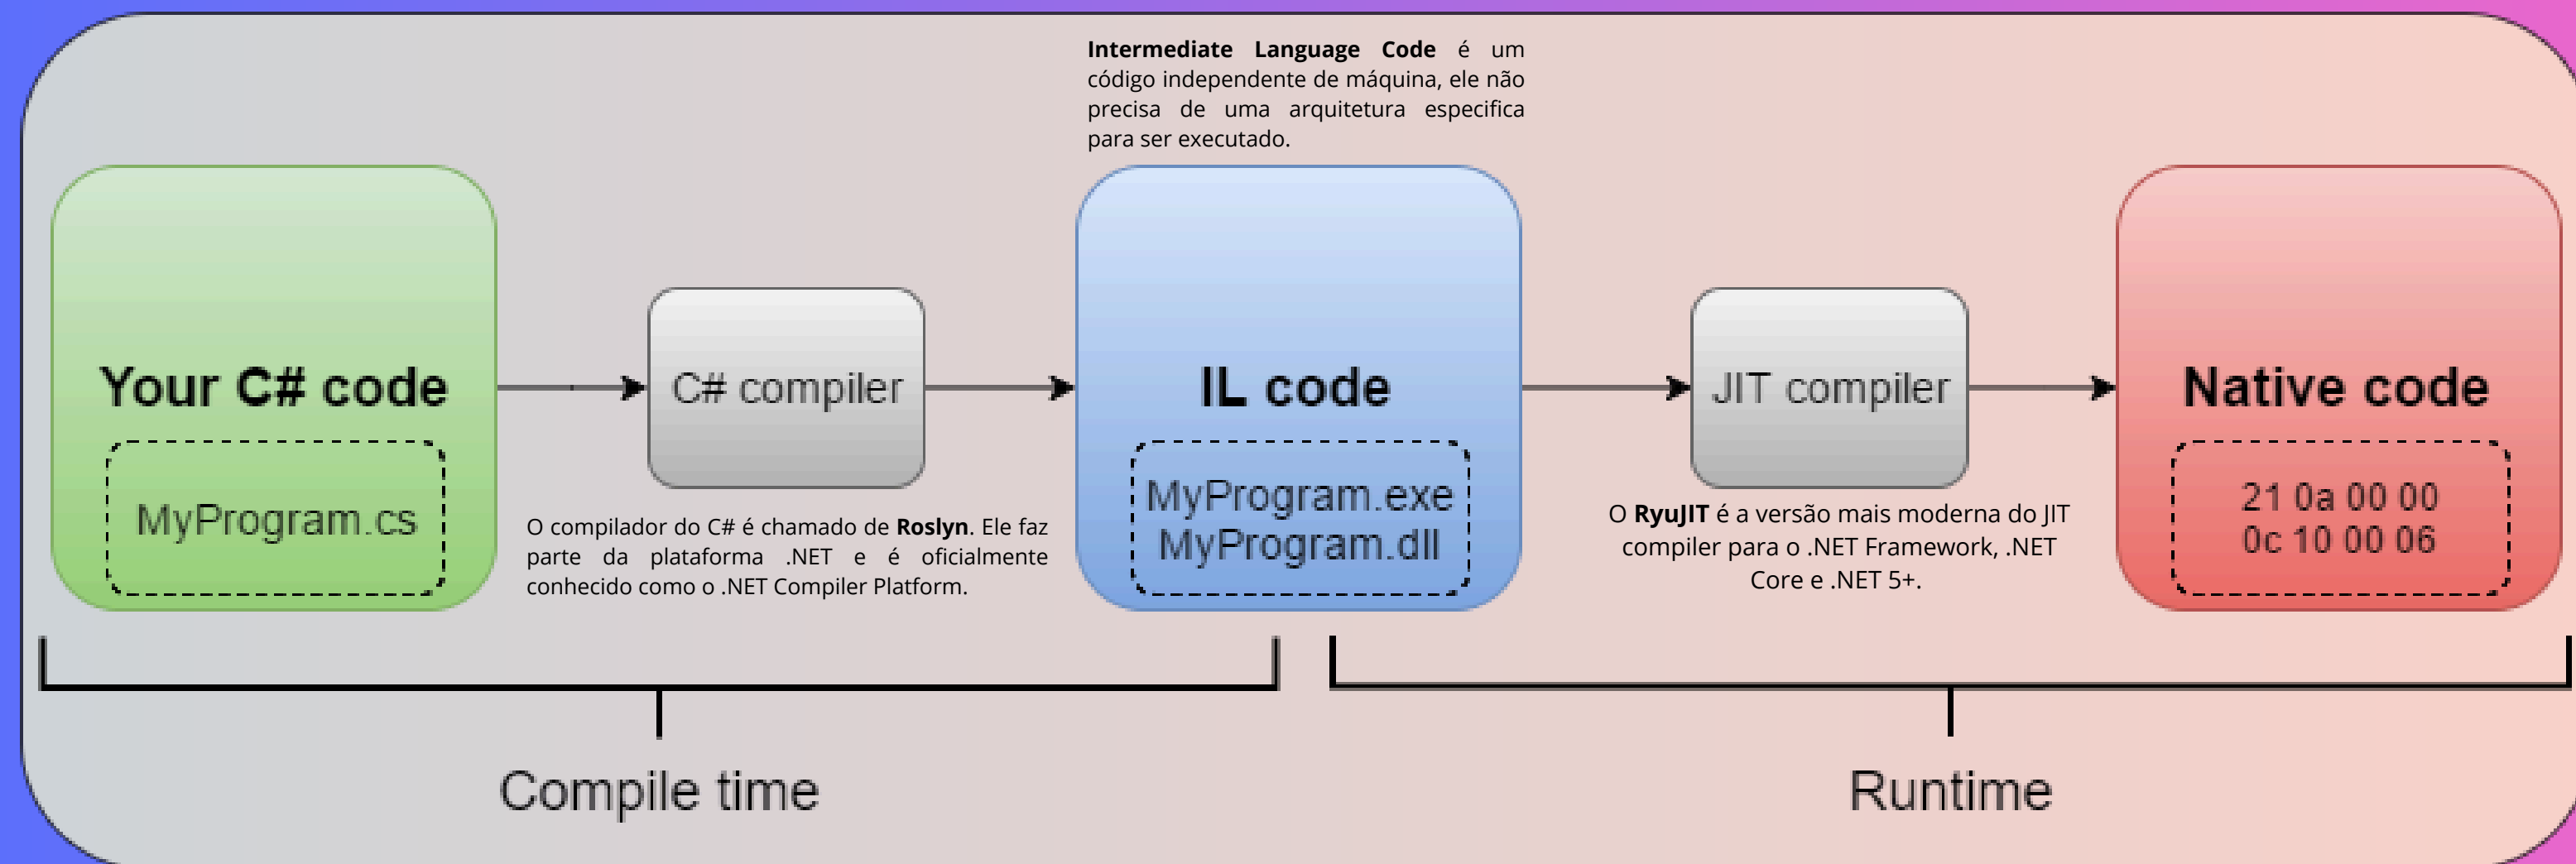 Intermediate Language Code é um
código independente de máquina, ele não
precisa de uma arquitetura especifica
para ser executado.
Your C# code
MyProgram.cs
C# compiler
O compilador do C# é chamado de Roslyn. Ele faz
parte da plataforma .NET e é oficialmente
conhecido como o .NET Compiler Platform.
IL code
MyProgram.exe
MyProgram.dll
JIT compiler
O RyuJIT é a versão mais moderna do JIT
compiler para o .NET Framework, .NET
Core e .NET 5+.
Native code
21 0a 00 00
0c 10 00 06
Compile time
Runtime